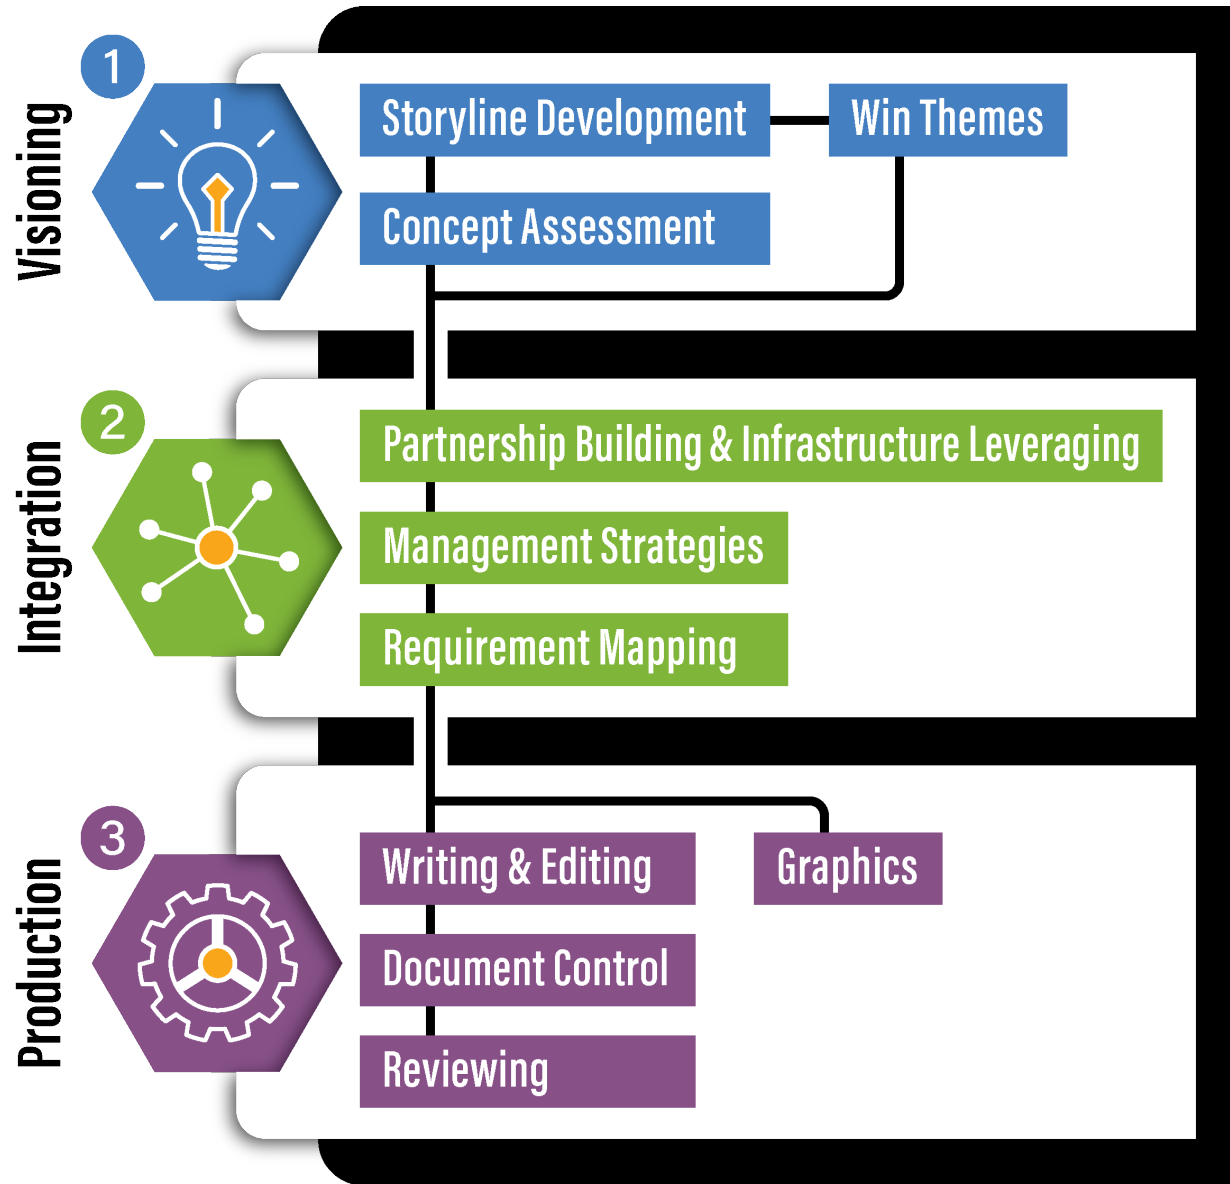 Visioning
1
Storyline Development
Win Themes
Concept Assessment
Integration
2
Partnership Building & Infrastructure Leveraging
Management Strategies
Requirement Mapping
Production
3
Writing & Editing
Graphics
Document Control
Reviewing